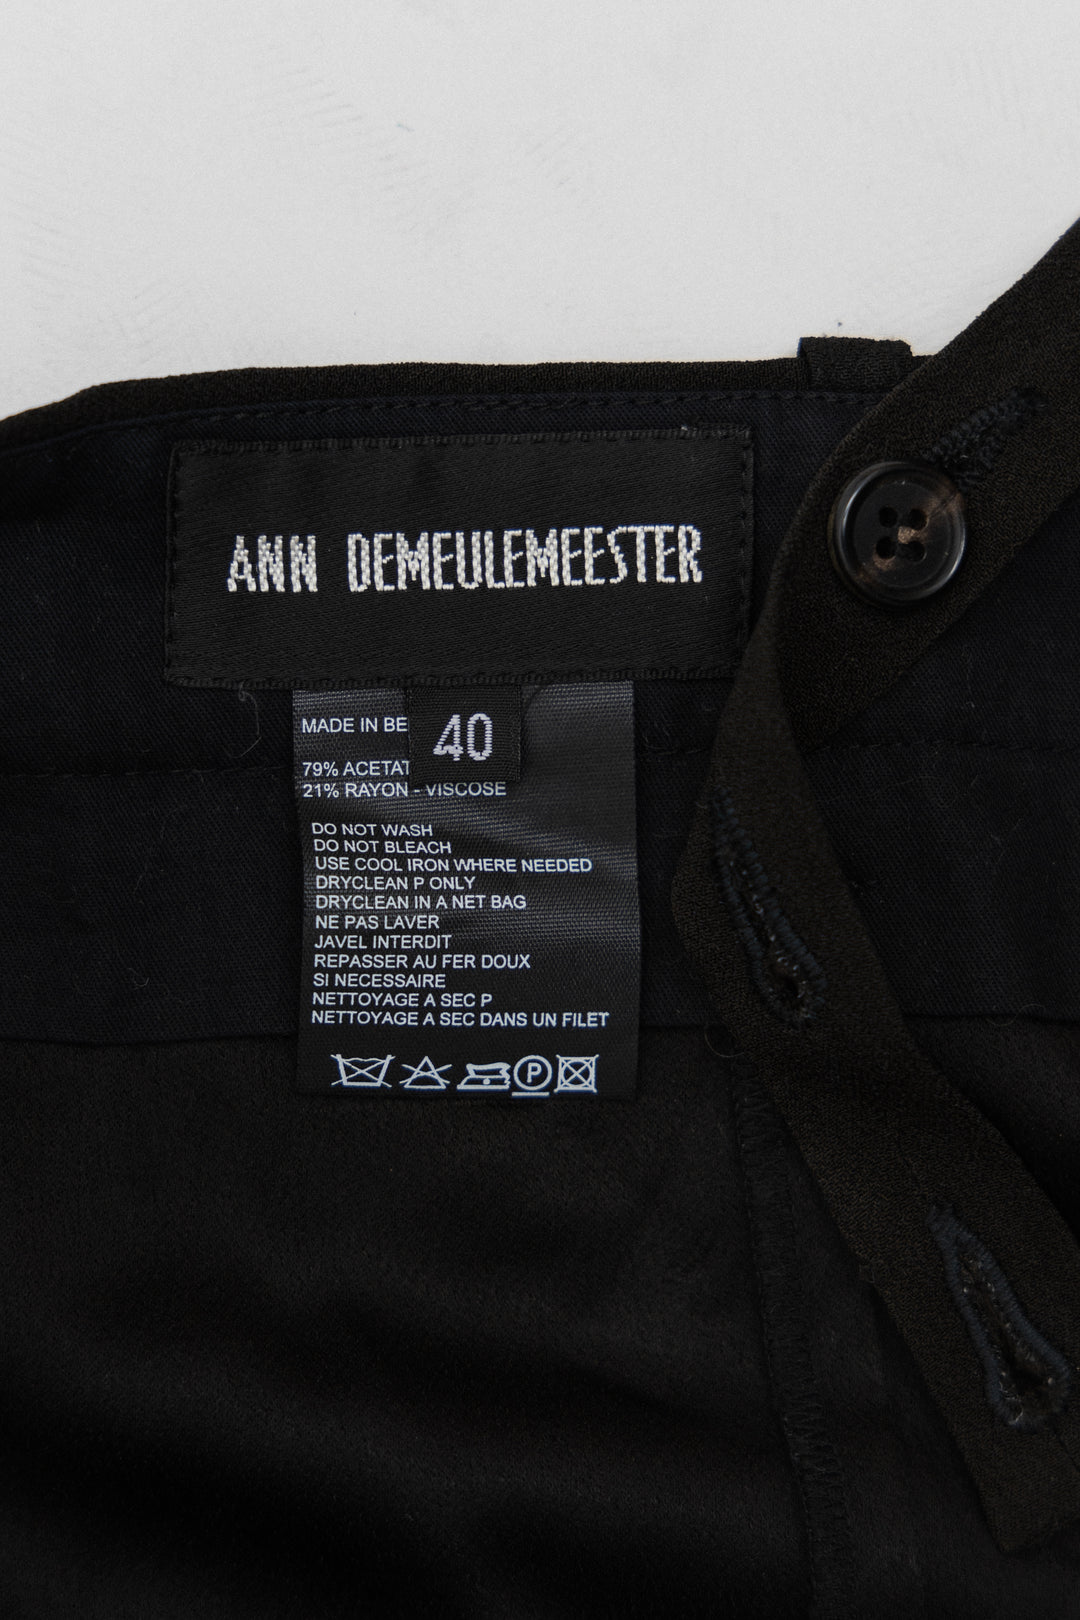 ANN DEMEULEMEESTER
40
MADE IN BE
79% ACETAT
21% RAYON - VISCOSE
DO NOT WASH
DO NOT BLEACH
USE COOL IRON WHERE NEEDED
DRYCLEAN P ONLY
DRYCLEAN IN A NET BAG
NE PAS LAVER
JAVEL INTERDIT
REPASSER AU FER DOUX
SI NECESSAIRE
NETTOYAGE A SEC P
NETTOYAGE A SEC DANS UN FILET
P